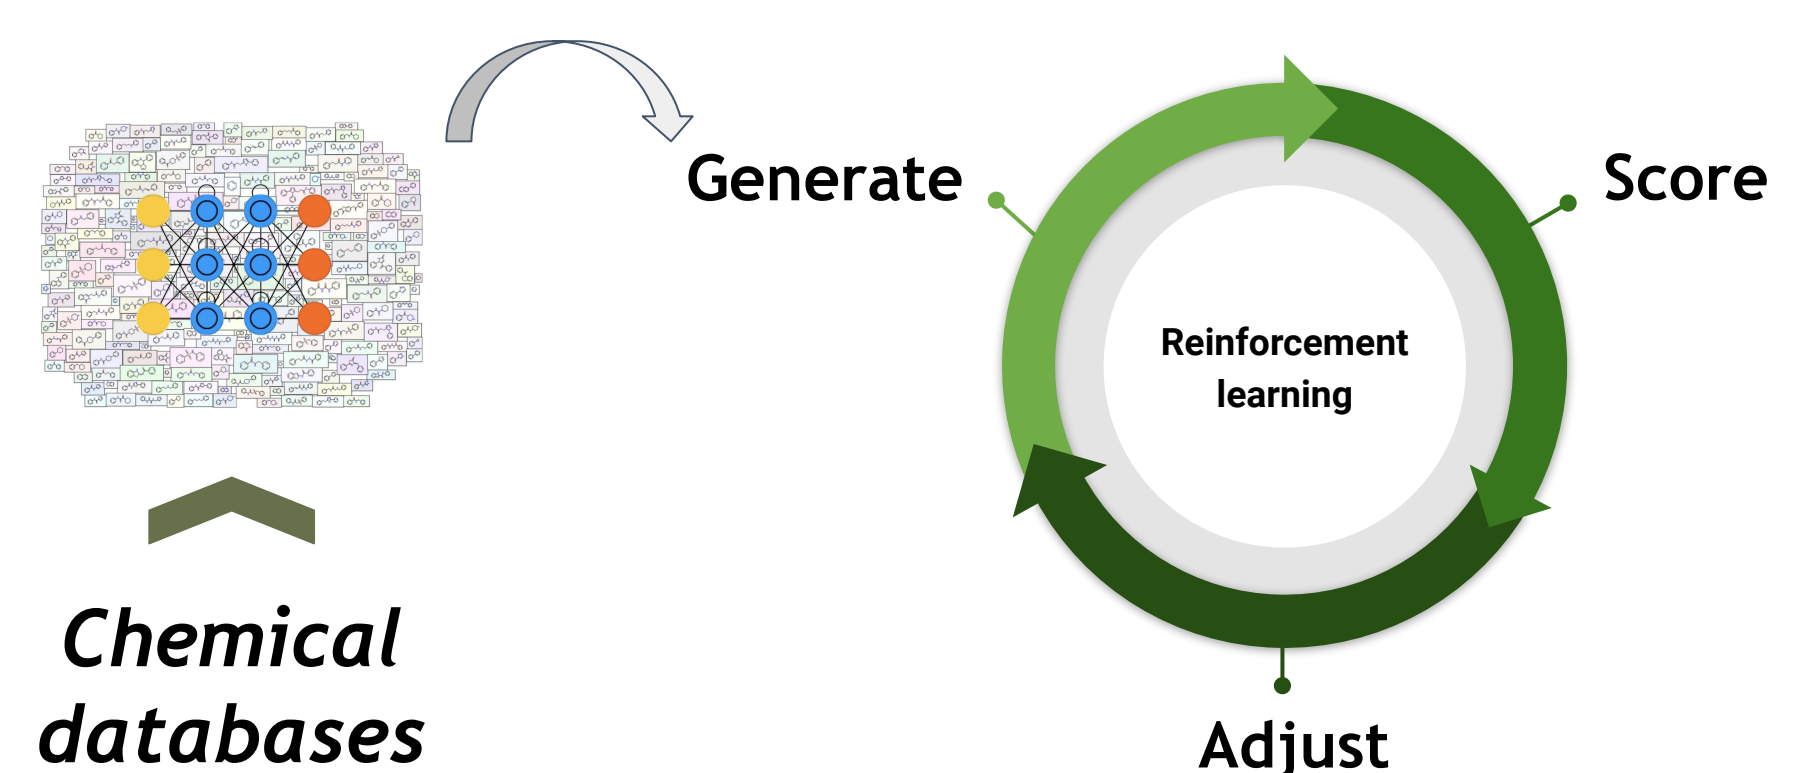 Generate
Score
Reinforcement
learning
Chemical
databases
Adjust